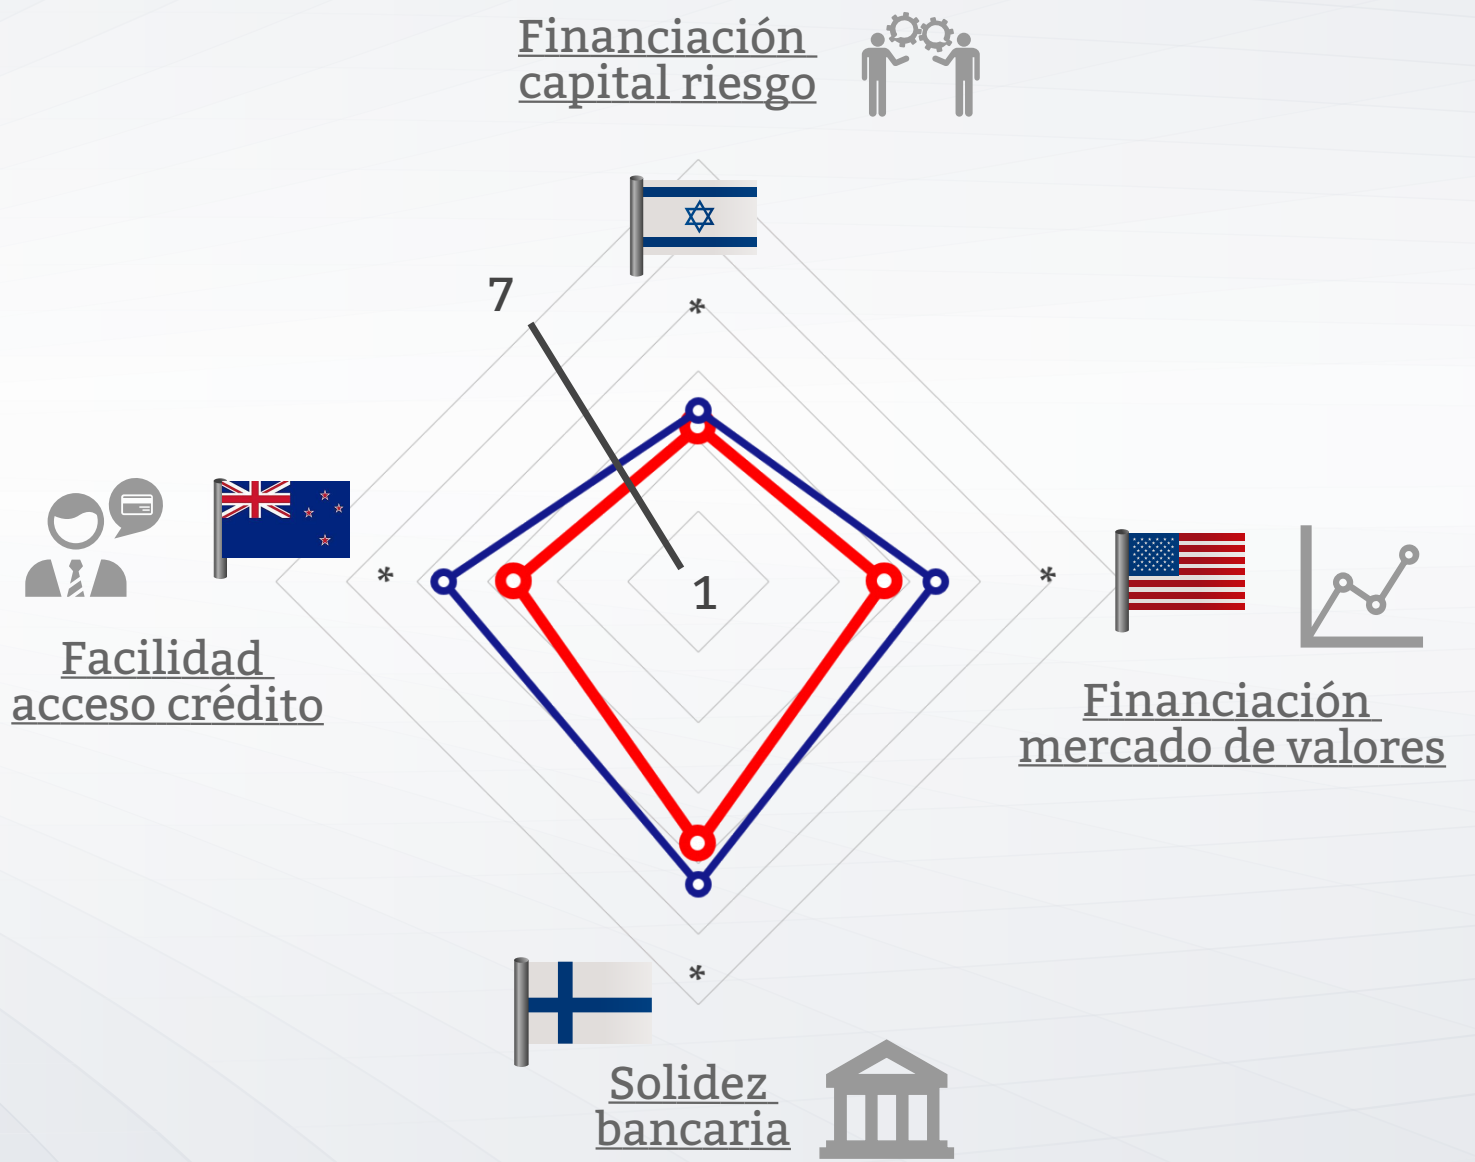 Financiación
capital riesgo
*
7
*
*
1
Facilidad
acceso crédito
Financiación
mercado de valores
*
Solidez
bancaria